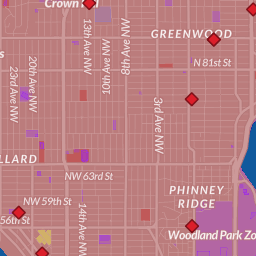 Crown
GREENWOOD
N 81st St
13th Ave NW
10th Ave NW
8th Ave NW
20th Ave NW
23rd Ave NW
3rd Ave NW
LLARD
NW 63rd St
NW 59th St
56th St
14th Ave NW
PHINNEY
RIDGE
Woodland Park Zo